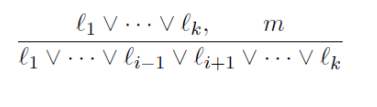 ℓ₁ ∨ ⋯ ∨ ℓₖ, m
ℓ₁ ∨ ⋯ ∨ ℓᵢ₋₁ ∨ ℓᵢ₊₁ ∨ ⋯ ∨ ℓₖ